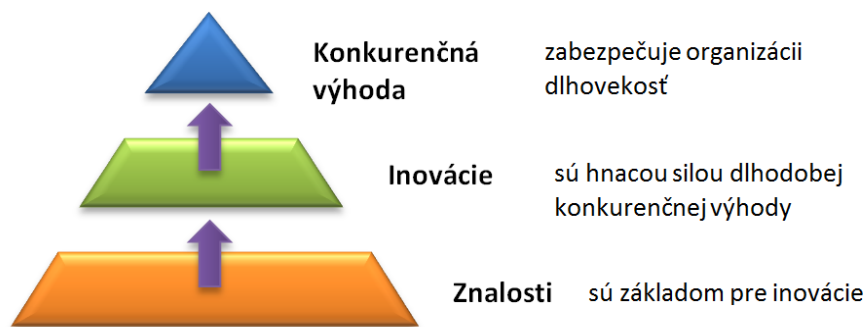 Konkurenčná
výhoda
zabezpečuje organizácii
dlhovekosť
Inovácie
sú hnacou silou dlhodobej
konkurenčnej výhody
Znalosti
sú základom pre inovácie